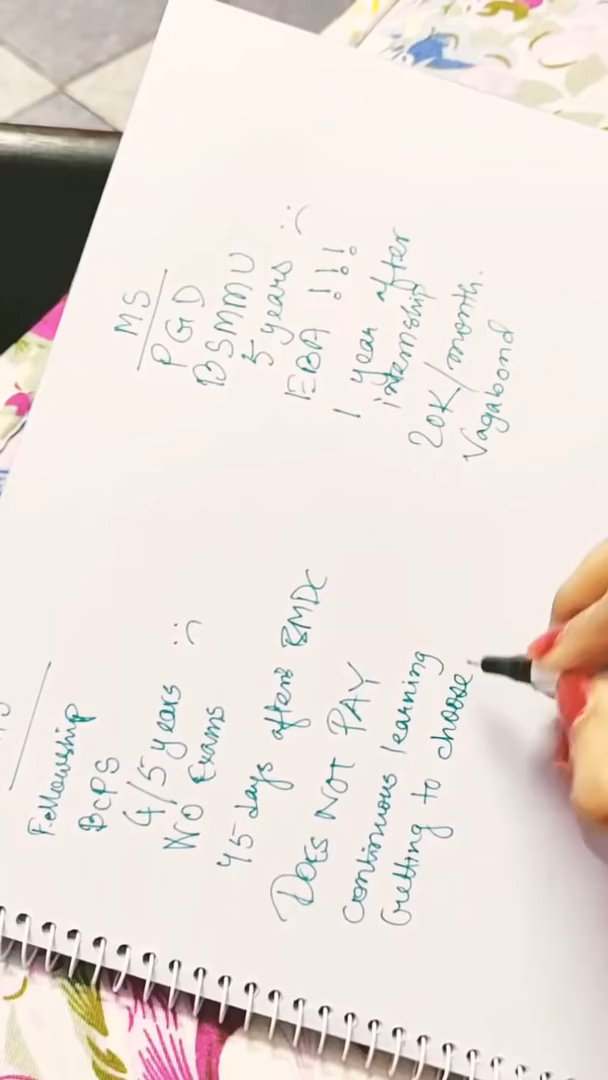 Fellowship
BCPS
4/5 years :(
NO Exams
45 days after BMDC
Does NOT PAY
continuous learning
Getting to choose
MS
PGD
BSMMU
5 years :(
EBA !!!
1 year after
internship
20K/month.
Vagabond